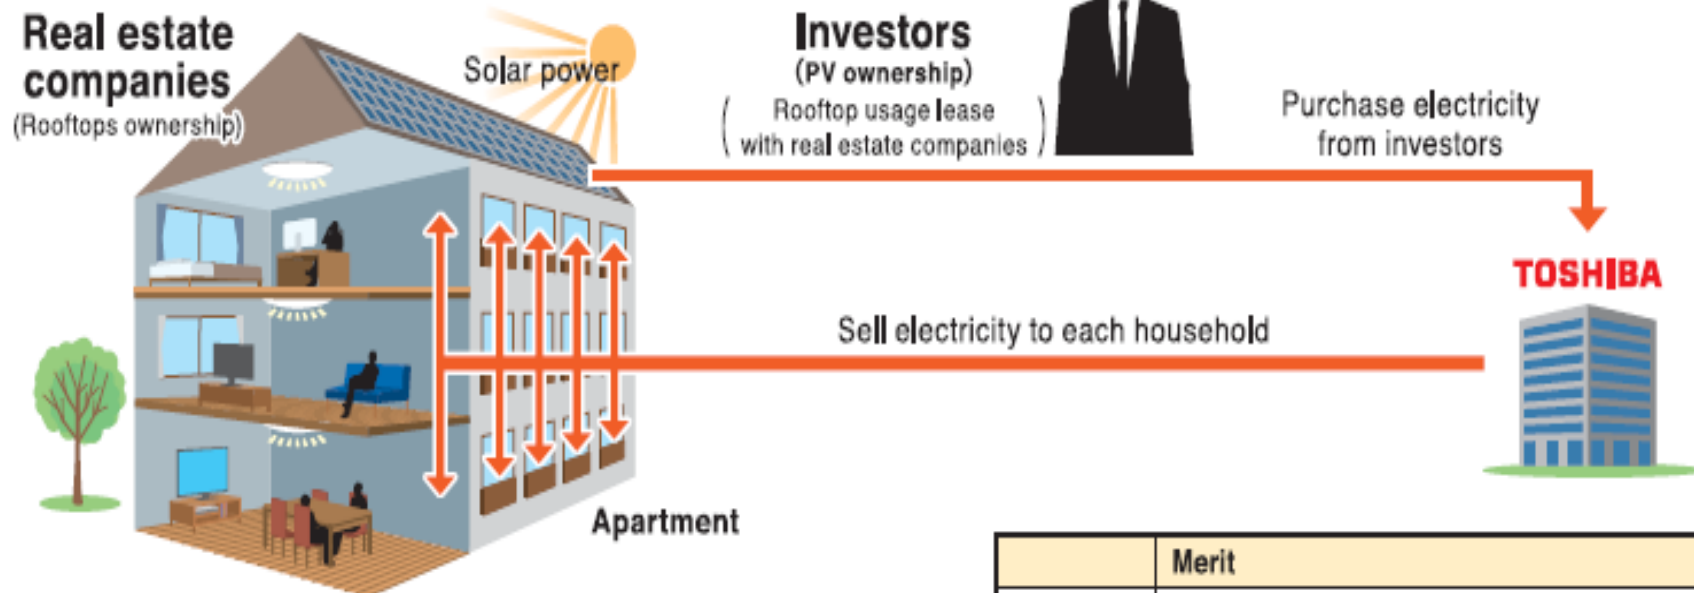 Real estate
companies
(Rooftops ownership)
Solar power
Investors
(PV ownership)
( Rooftop usage lease
with real estate companies )
Purchase electricity
from investors
TOSHIBA
Sell electricity to each household
Apartment
Merit